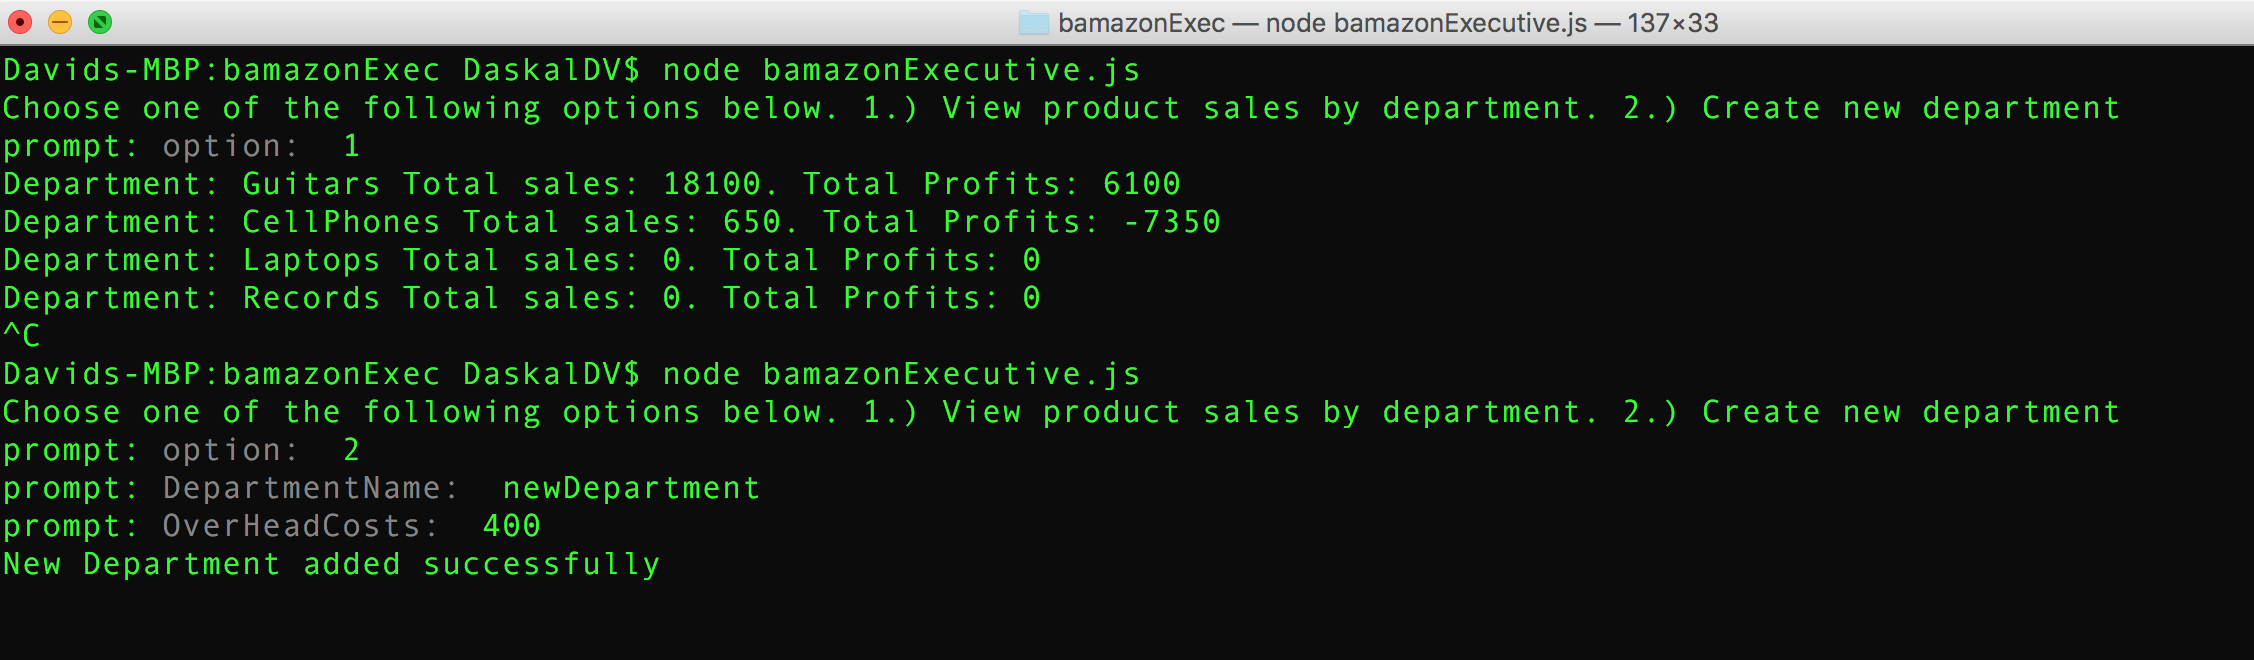 bamazonExec — node bamazonExecutive.js — 137×33
Davids-MBP:bamazonExec DaskalDV$ node bamazonExecutive.js
Choose one of the following options below. 1.) View product sales by department. 2.) Create new department
prompt: option:  1
Department: Guitars Total sales: 18100. Total Profits: 6100
Department: CellPhones Total sales: 650. Total Profits: -7350
Department: Laptops Total sales: 0. Total Profits: 0
Department: Records Total sales: 0. Total Profits: 0
^C
Davids-MBP:bamazonExec DaskalDV$ node bamazonExecutive.js
Choose one of the following options below. 1.) View product sales by department. 2.) Create new department
prompt: option:  2
prompt: DepartmentName:  newDepartment
prompt: OverHeadCosts:  400
New Department added successfully